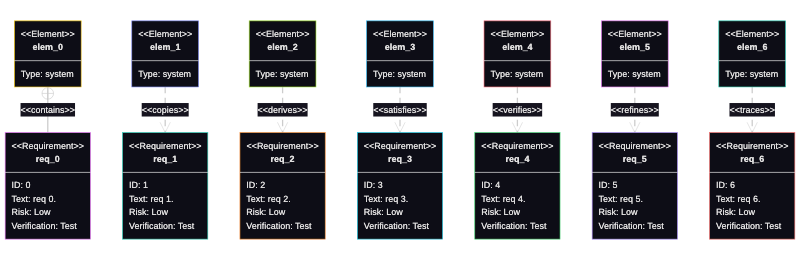 <<Element>>
elem_0
Type: system
<<contains>>
<<Requirement>>
req_0
ID: 0
Text: req 0.
Risk: Low
Verification: Test
<<Element>>
elem_1
Type: system
<<copies>>
<<Requirement>>
req_1
ID: 1
Text: req 1.
Risk: Low
Verification: Test
<<Element>>
elem_2
Type: system
<<derives>>
<<Requirement>>
req_2
ID: 2
Text: req 2.
Risk: Low
Verification: Test
<<Element>>
elem_3
Type: system
<<satisfies>>
<<Requirement>>
req_3
ID: 3
Text: req 3.
Risk: Low
Verification: Test
<<Element>>
elem_4
Type: system
<<verifies>>
<<Requirement>>
req_4
ID: 4
Text: req 4.
Risk: Low
Verification: Test
<<Element>>
elem_5
Type: system
<<refines>>
<<Requirement>>
req_5
ID: 5
Text: req 5.
Risk: Low
Verification: Test
<<Element>>
elem_6
Type: system
<<traces>>
<<Requirement>>
req_6
ID: 6
Text: req 6.
Risk: Low
Verification: Test